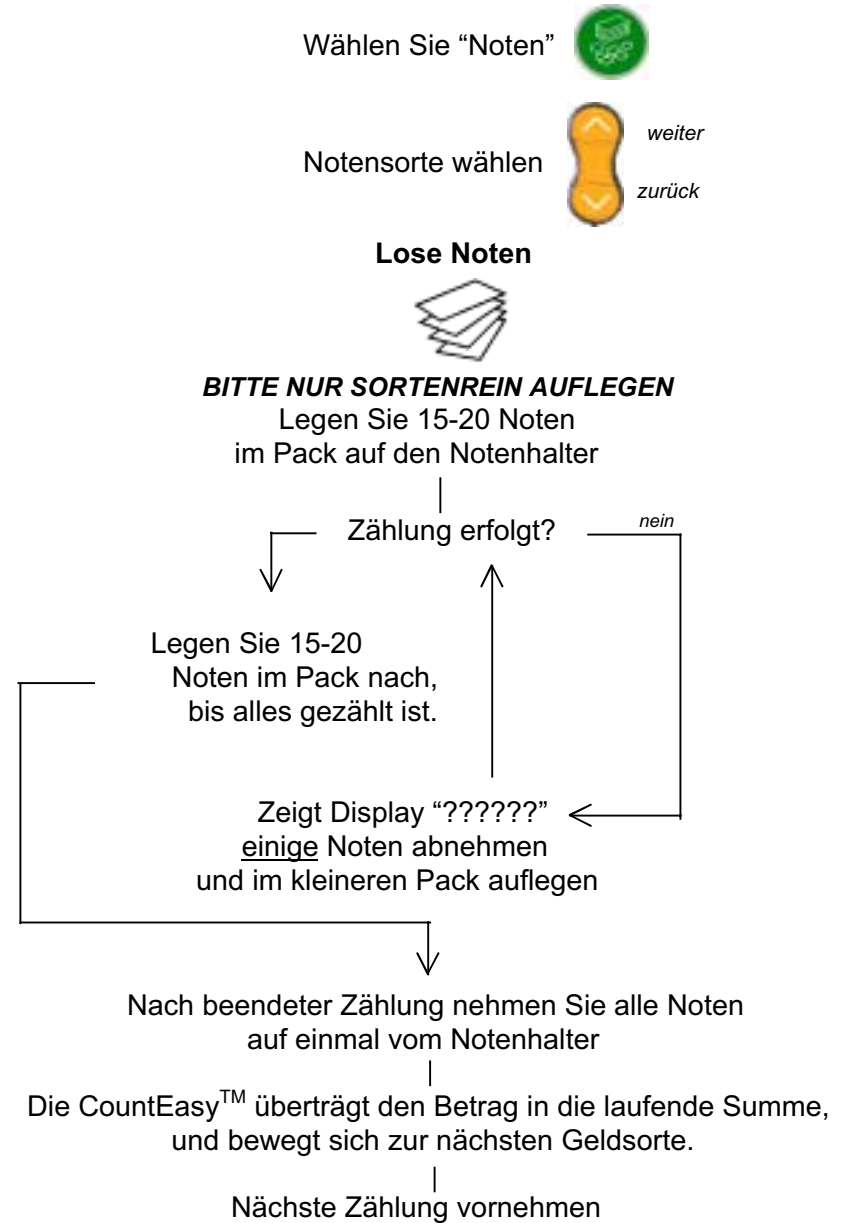 Wählen Sie “Noten”
weiter
Notensorte wählen
zurück
Lose Noten
BITTE NUR SORTENREIN AUFLEGEN
Legen Sie 15-20 Noten
im Pack auf den Notenhalter
Zählung erfolgt?
nein
Legen Sie 15-20
Noten im Pack nach,
bis alles gezählt ist.
Zeigt Display “??????”
einige Noten abnehmen
und im kleineren Pack auflegen
Nach beendeter Zählung nehmen Sie alle Noten
auf einmal vom Notenhalter
Die CountEasy™ überträgt den Betrag in die laufende Summe,
und bewegt sich zur nächsten Geldsorte.
Nächste Zählung vornehmen